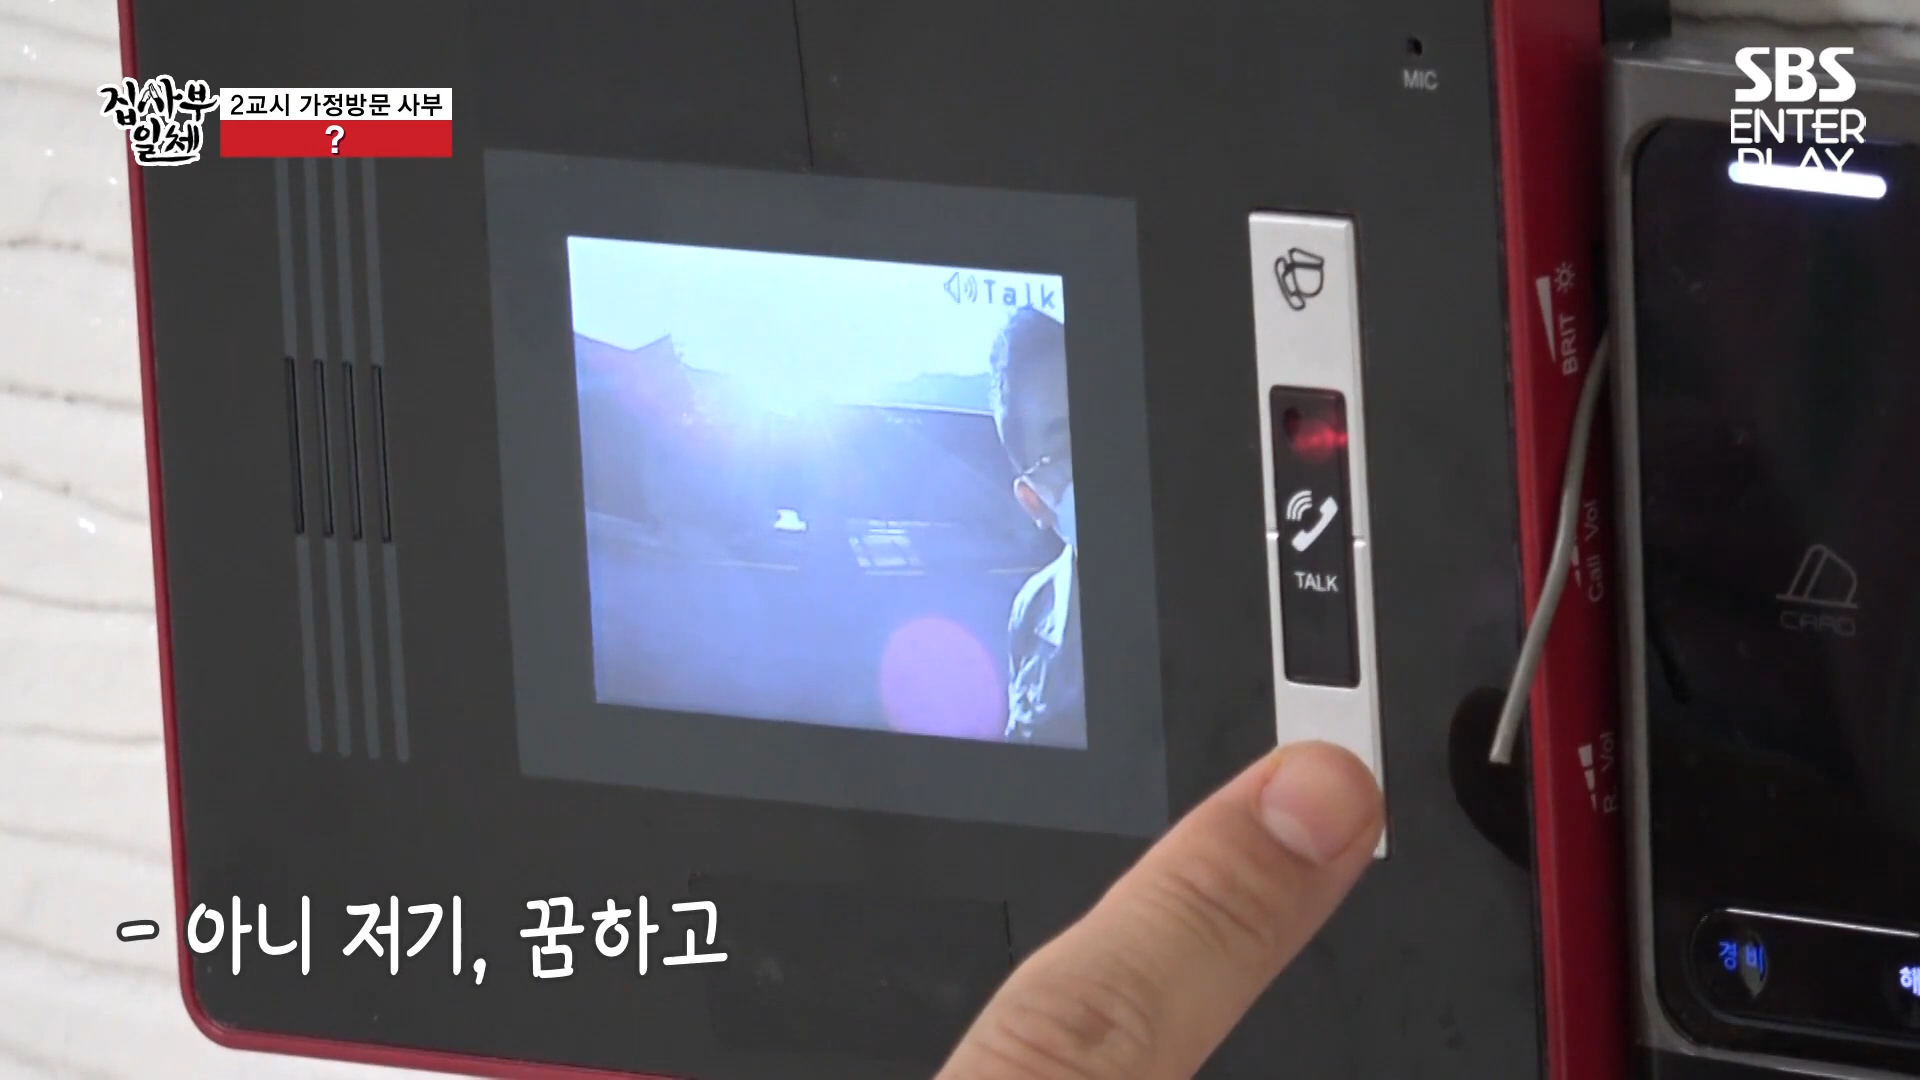 집사부
일체
2교시 가정방문 사부
?
SBS
ENTER
PLAY
MIC
Talk
BRIT
TALK
Call Vol
R. Vol
CARD
경비
해
- 아니 저기, 꿈하고